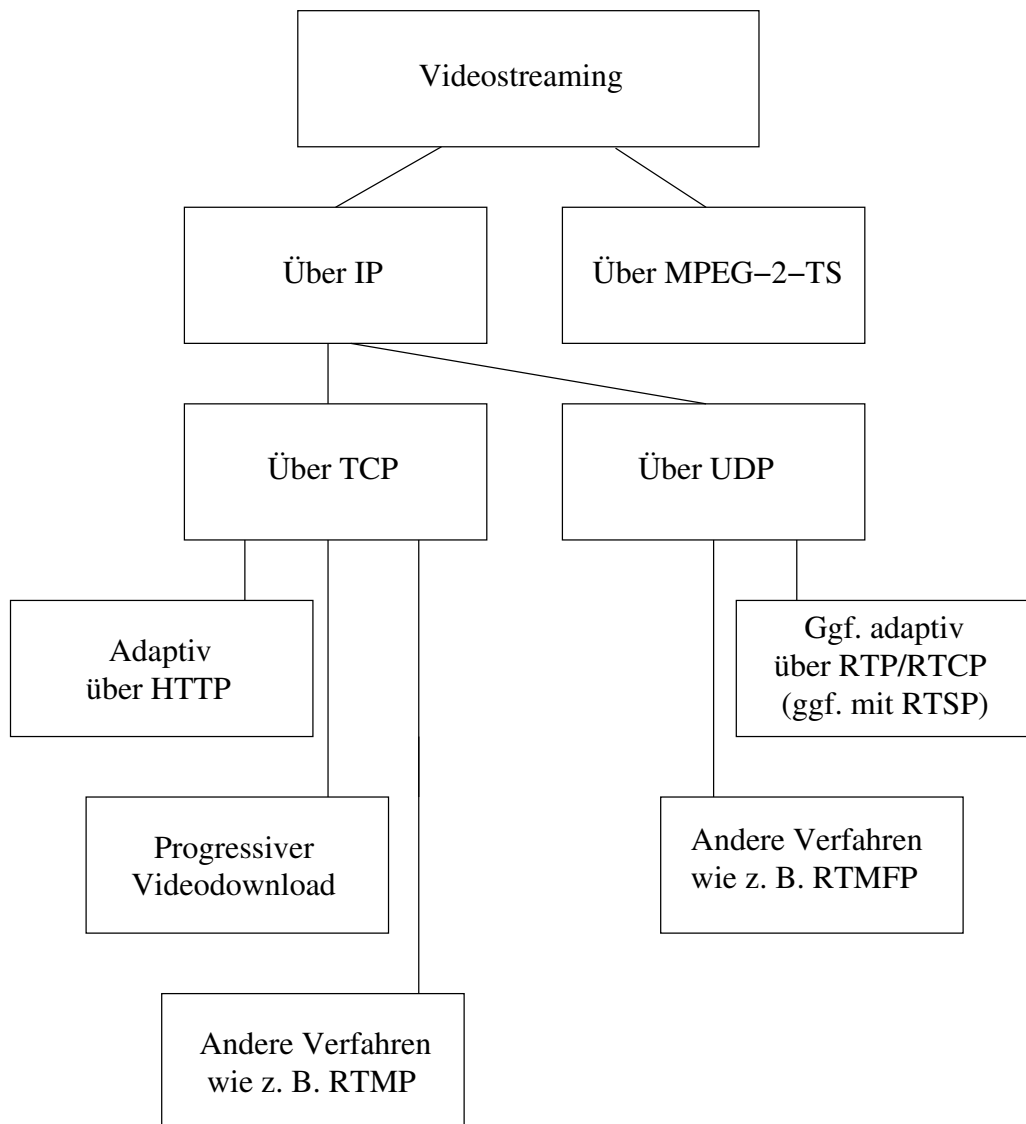 Videostreaming
Über IP
Über MPEG−2−TS
Über TCP
Über UDP
Adaptiv
über HTTP
Ggf. adaptiv
über RTP/RTCP
(ggf. mit RTSP)
Progressiver
Videodownload
Andere Verfahren
wie z. B. RTMFP
Andere Verfahren
wie z. B. RTMP